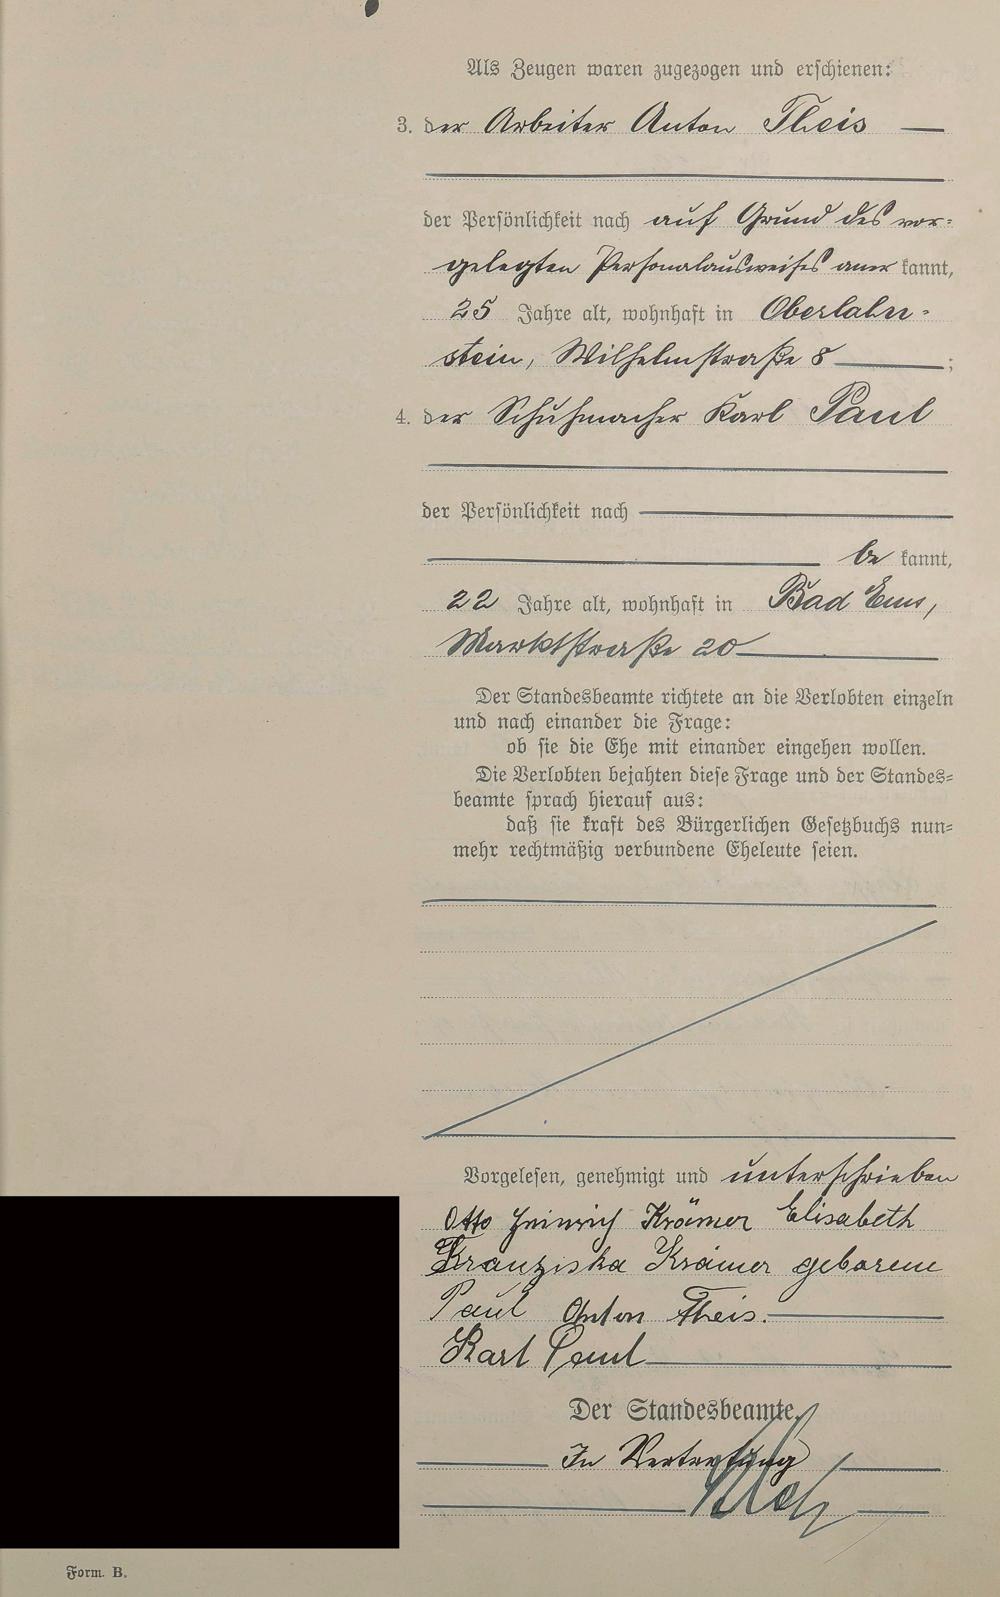 Als Zeugen waren zugezogen und erschienen:
3. der Arbeiter Anton Theis
der Persönlichkeit nach auf Grund des vor-
gelegten Personalausweises aner kannt,
25 Jahre alt, wohnhaft in Oberlahn-
stein, Wilhelmstraße 8 ;
4. der Schuhmacher Karl Paul
der Persönlichkeit nach
be kannt,
22 Jahre alt, wohnhaft in Bad Ems,
Marktstraße 20
Der Standesbeamte richtete an die Verlobten einzeln
und nach einander die Frage:
ob sie die Ehe mit einander eingehen wollen.
Die Verlobten bejahten diese Frage und der Standes-
beamte sprach hierauf aus:
daß sie kraft des Bürgerlichen Gesetzbuchs nun-
mehr rechtmäßig verbundene Eheleute seien.
Vorgelesen, genehmigt und unterschrieben
Otto Heinrich Krämer Elisabeth
Franziska Krämer geborene
Paul Anton Theis.
Karl Paul
Der Standesbeamte.
In Vertretung
Form. B.